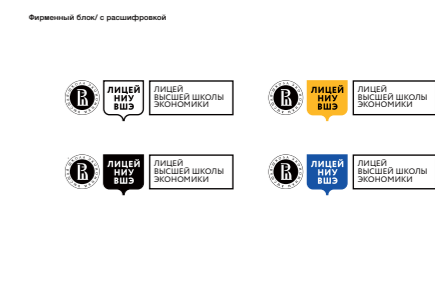 Фирменный блок/ с расшифровкой
ЛИЦЕЙ
НИУ
ВШЭ
ЛИЦЕЙ
ВЫСШЕЙ ШКОЛЫ
ЭКОНОМИКИ
ЛИЦЕЙ
НИУ
ВШЭ
ЛИЦЕЙ
ВЫСШЕЙ ШКОЛЫ
ЭКОНОМИКИ
ЛИЦЕЙ
НИУ
ВШЭ
ЛИЦЕЙ
ВЫСШЕЙ ШКОЛЫ
ЭКОНОМИКИ
ЛИЦЕЙ
НИУ
ВШЭ
ЛИЦЕЙ
ВЫСШЕЙ ШКОЛЫ
ЭКОНОМИКИ